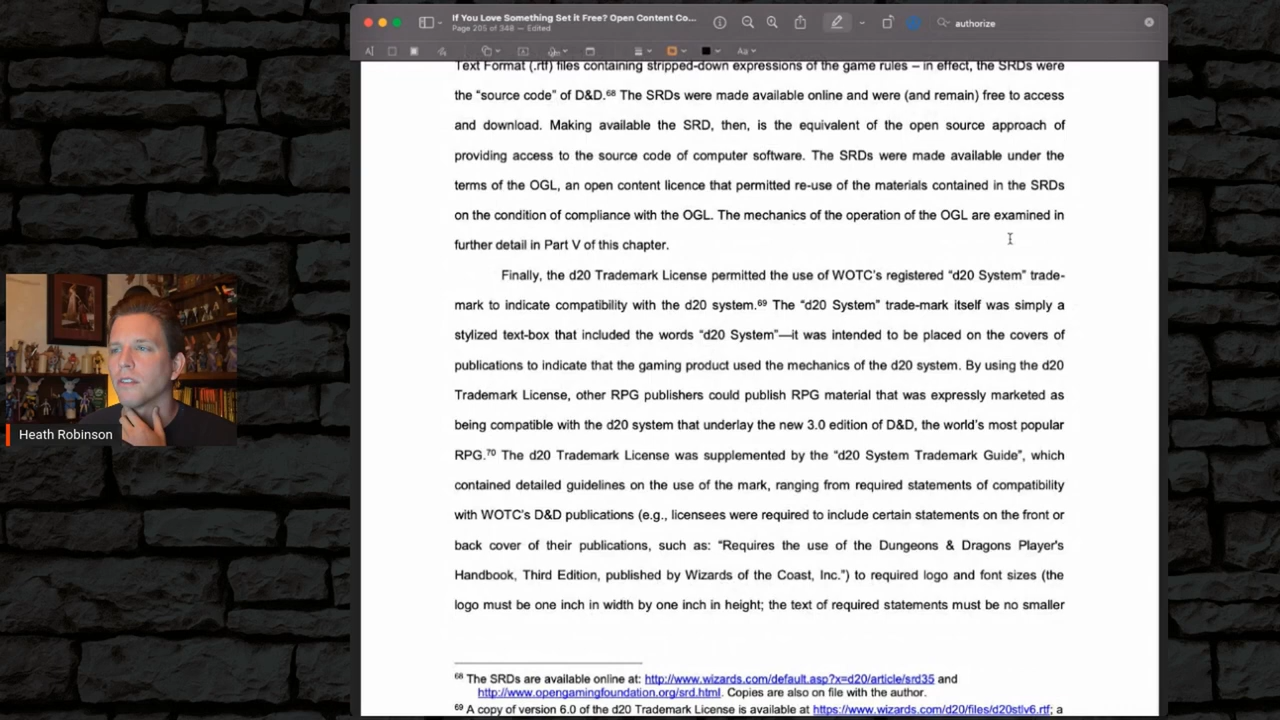 If You Love Something Set it Free? Open Content Co...
Page 205 of 348 — Edited
authorize
Text Format (.rtf) files containing stripped-down expressions of the game rules – in effect, the SRDs were
the “source code” of D&D.68 The SRDs were made available online and were (and remain) free to access
and download. Making available the SRD, then, is the equivalent of the open source approach of
providing access to the source code of computer software. The SRDs were made available under the
terms of the OGL, an open content licence that permitted re-use of the materials contained in the SRDs
on the condition of compliance with the OGL. The mechanics of the operation of the OGL are examined in
further detail in Part V of this chapter.
Finally, the d20 Trademark License permitted the use of WOTC’s registered “d20 System” trade-
mark to indicate compatibility with the d20 system.69 The “d20 System” trade-mark itself was simply a
stylized text-box that included the words “d20 System”—it was intended to be placed on the covers of
publications to indicate that the gaming product used the mechanics of the d20 system. By using the d20
Trademark License, other RPG publishers could publish RPG material that was expressly marketed as
being compatible with the d20 system that underlay the new 3.0 edition of D&D, the world’s most popular
RPG.70 The d20 Trademark License was supplemented by the “d20 System Trademark Guide”, which
contained detailed guidelines on the use of the mark, ranging from required statements of compatibility
with WOTC’s D&D publications (e.g., licensees were required to include certain statements on the front or
back cover of their publications, such as: “Requires the use of the Dungeons & Dragons Player's
Handbook, Third Edition, published by Wizards of the Coast, Inc.”) to required logo and font sizes (the
logo must be one inch in width by one inch in height; the text of required statements must be no smaller
68 The SRDs are available online at: http://www.wizards.com/default.asp?x=d20/article/srd35 and
http://www.opengamingfoundation.org/srd.html. Copies are also on file with the author.
69 A copy of version 6.0 of the d20 Trademark License is available at https://www.wizards.com/d20/files/d20stlv6.rtf; a
Heath Robinson